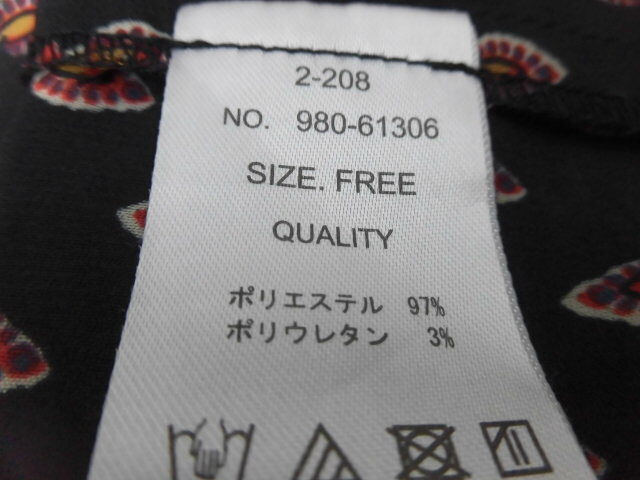 2-208
NO. 980-61306
SIZE. FREE
QUALITY
ポリエステル 97%
ポリウレタン 3%